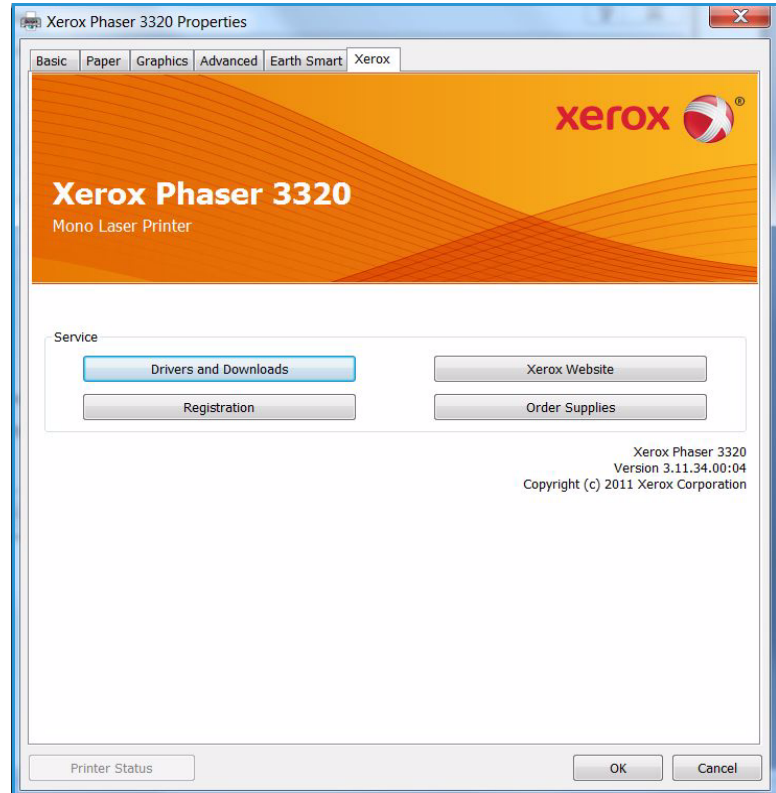 Xerox Phaser 3320 Properties
Basic Paper Graphics Advanced Earth Smart Xerox
xerox ®
Xerox Phaser 3320
Mono Laser Printer
Service
Drivers and Downloads Xerox Website
Registration Order Supplies
Xerox Phaser 3320
Version 3.11.34.00:04
Copyright (c) 2011 Xerox Corporation
Printer Status OK Cancel